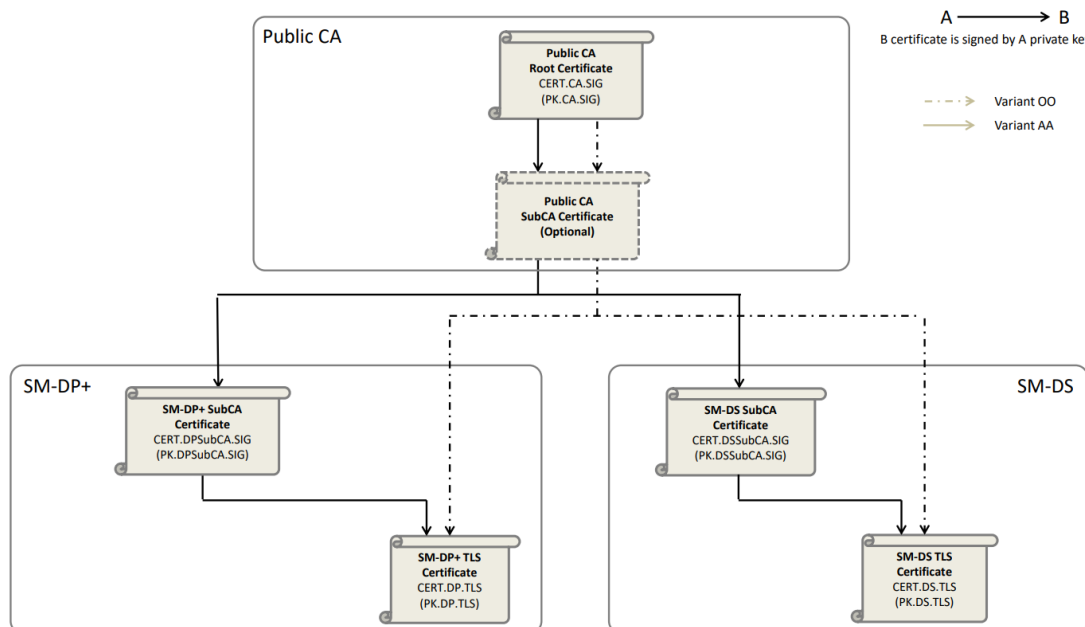 Public CA
Public CA
Root Certificate
CERT.CA.SIG
(PK.CA.SIG)
A
B
B certificate is signed by A private ke
Variant OO
Variant AA
Public CA
SubCA Certificate
(Optional)
SM-DP+
SM-DP+ SubCA
Certificate
CERT.DPSubCA.SIG
(PK.DPSubCA.SIG)
SM-DP+ TLS
Certificate
CERT.DP.TLS
(PK.DP.TLS)
SM-DS
SM-DS SubCA
Certificate
CERT.DSSubCA.SIG
(PK.DSSubCA.SIG)
SM-DS TLS
Certificate
CERT.DS.TLS
(PK.DS.TLS)